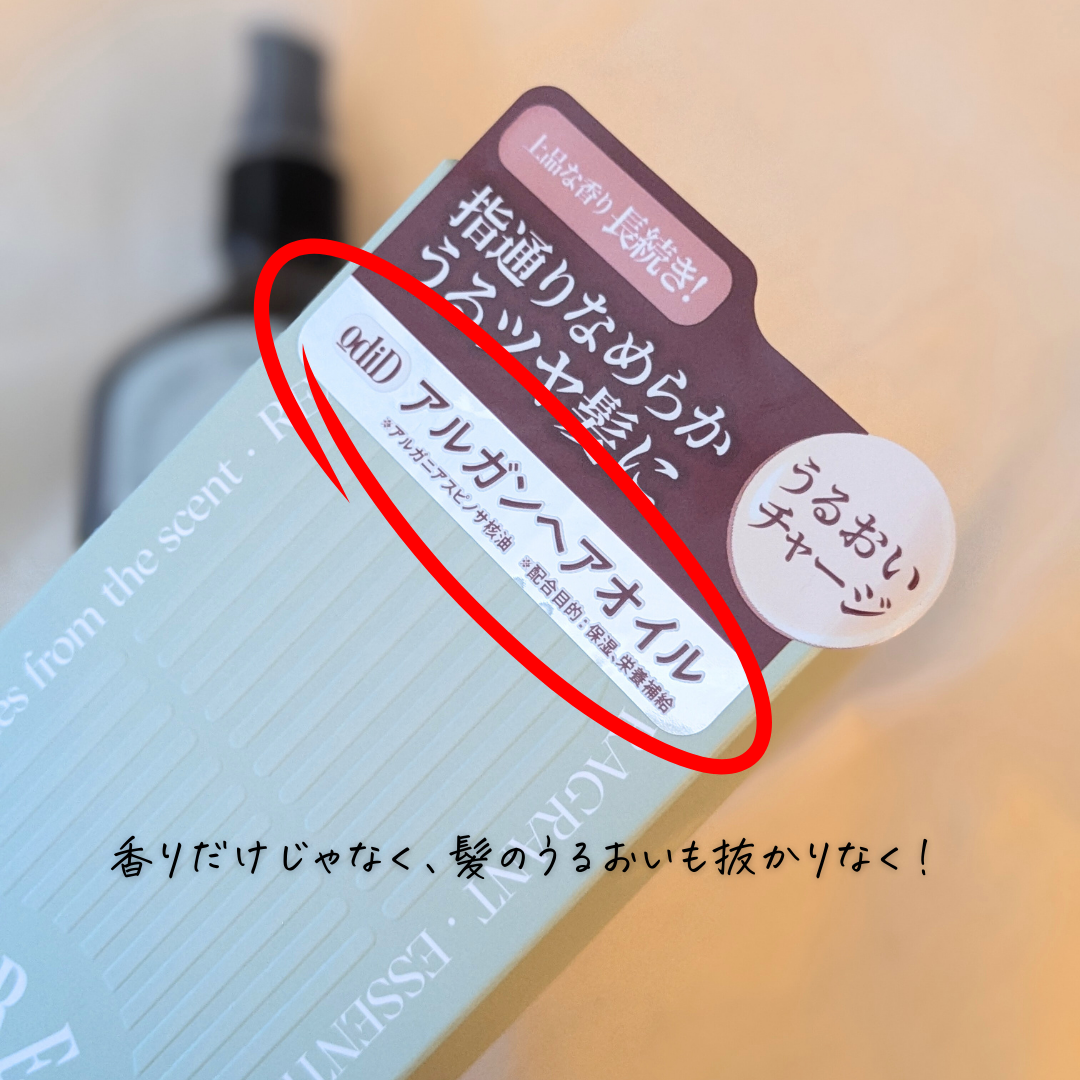 上品な香り長続き!
指通りなめらか
うるツヤ髪に
odiD アルガンヘアオイル
※アルガニアスピノサ核油 ※配合目的:保湿、栄養補給
うるおい
チャージ
es from the scent · RE
RAGRANT · ESSENT
香りだけじゃなく、髪のうるおいも抜かりなく!